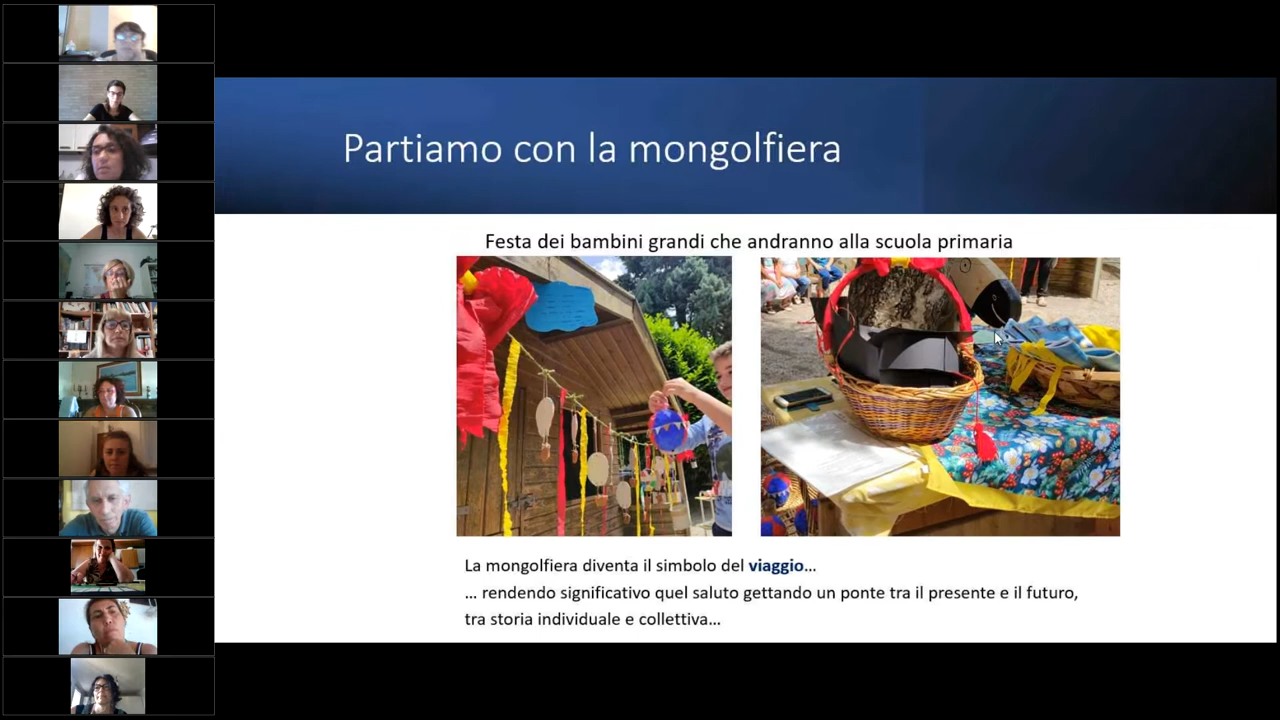 Partiamo con la mongolfiera
Festa dei bambini grandi che andranno alla scuola primaria
La mongolfiera diventa il simbolo del viaggio...
... rendendo significativo quel saluto gettando un ponte tra il presente e il futuro,
tra storia individuale e collettiva...